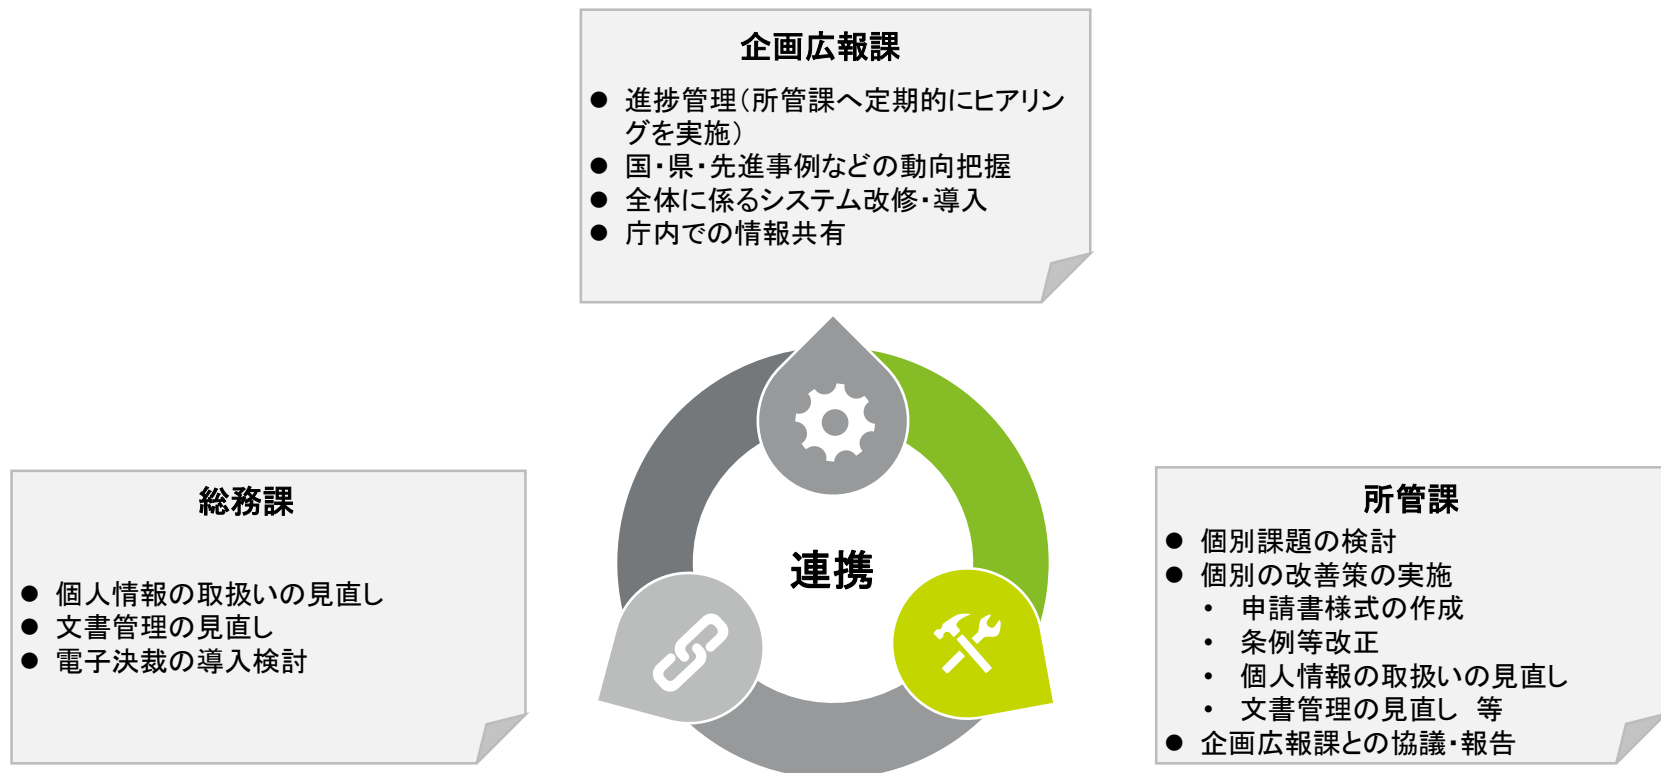 企画広報課
● 進捗管理（所管課へ定期的にヒアリン
グを実施）
● 国・県・先進事例などの動向把握
● 全体に係るシステム改修・導入
● 庁内での情報共有
総務課
● 個人情報の取扱いの見直し
● 文書管理の見直し
● 電子決裁の導入検討
連携
所管課
● 個別課題の検討
● 個別の改善策の実施
• 申請書様式の作成
• 条例等改正
• 個人情報の取扱いの見直し
• 文書管理の見直し 等
● 企画広報課との協議・報告